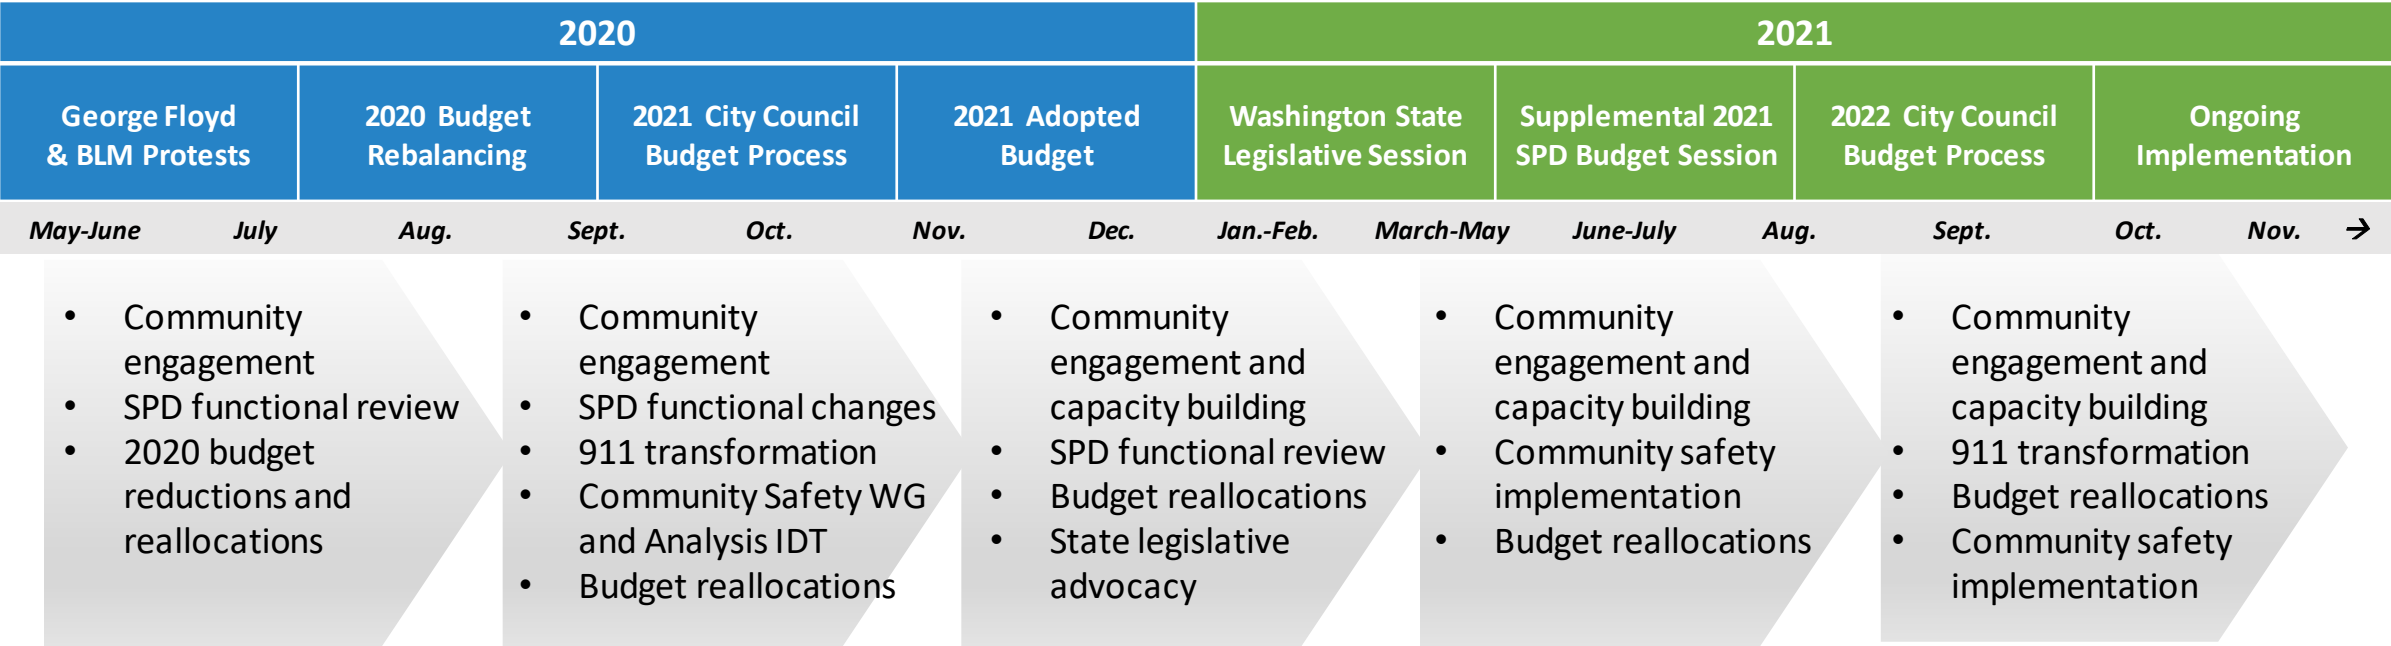 2020
2021
George Floyd
& BLM Protests
2020 Budget
Rebalancing
2021 City Council
Budget Process
2021 Adopted
Budget
Washington State
Legislative Session
Supplemental 2021
SPD Budget Session
2022 City Council
Budget Process
Ongoing
Implementation
May-June July Aug. Sept. Oct. Nov. Dec. Jan.-Feb. March-May June-July Aug. Sept. Oct. Nov. →
• Community
engagement
• SPD functional review
• 2020 budget
reductions and
reallocations
• Community
engagement
• SPD functional changes
• 911 transformation
• Community Safety WG
and Analysis IDT
• Budget reallocations
• Community
engagement and
capacity building
• SPD functional review
• Budget reallocations
• State legislative
advocacy
• Community
engagement and
capacity building
• Community safety
implementation
• Budget reallocations
• Community
engagement and
capacity building
• 911 transformation
• Budget reallocations
• Community safety
implementation